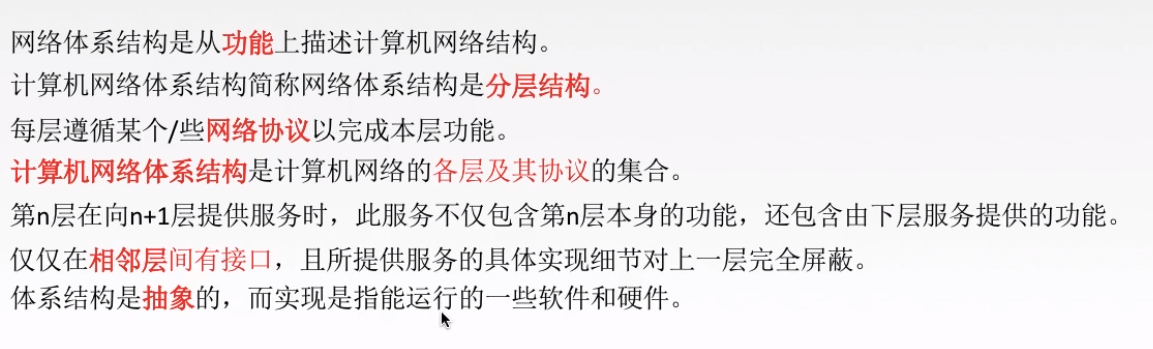 网络体系结构是从功能上描述计算机网络结构。
计算机网络体系结构简称网络体系结构是分层结构。
每层遵循某个/些网络协议以完成本层功能。
计算机网络体系结构是计算机网络的各层及其协议的集合。
第n层在向n+1层提供服务时，此服务不仅包含第n层本身的功能，还包含由下层服务提供的功能。
仅仅在相邻层间有接口，且所提供服务的具体实现细节对上一层完全屏蔽。
体系结构是抽象的，而实现是指能运行的一些软件和硬件。